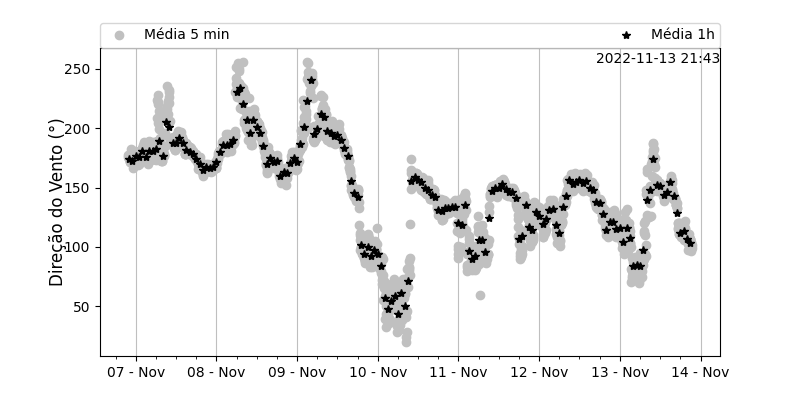 Média 5 min
Média 1h
2022-11-13 21:43
Direção do Vento (°)
250
200
150
100
50
07 - Nov
08 - Nov
09 - Nov
10 - Nov
11 - Nov
12 - Nov
13 - Nov
14 - Nov